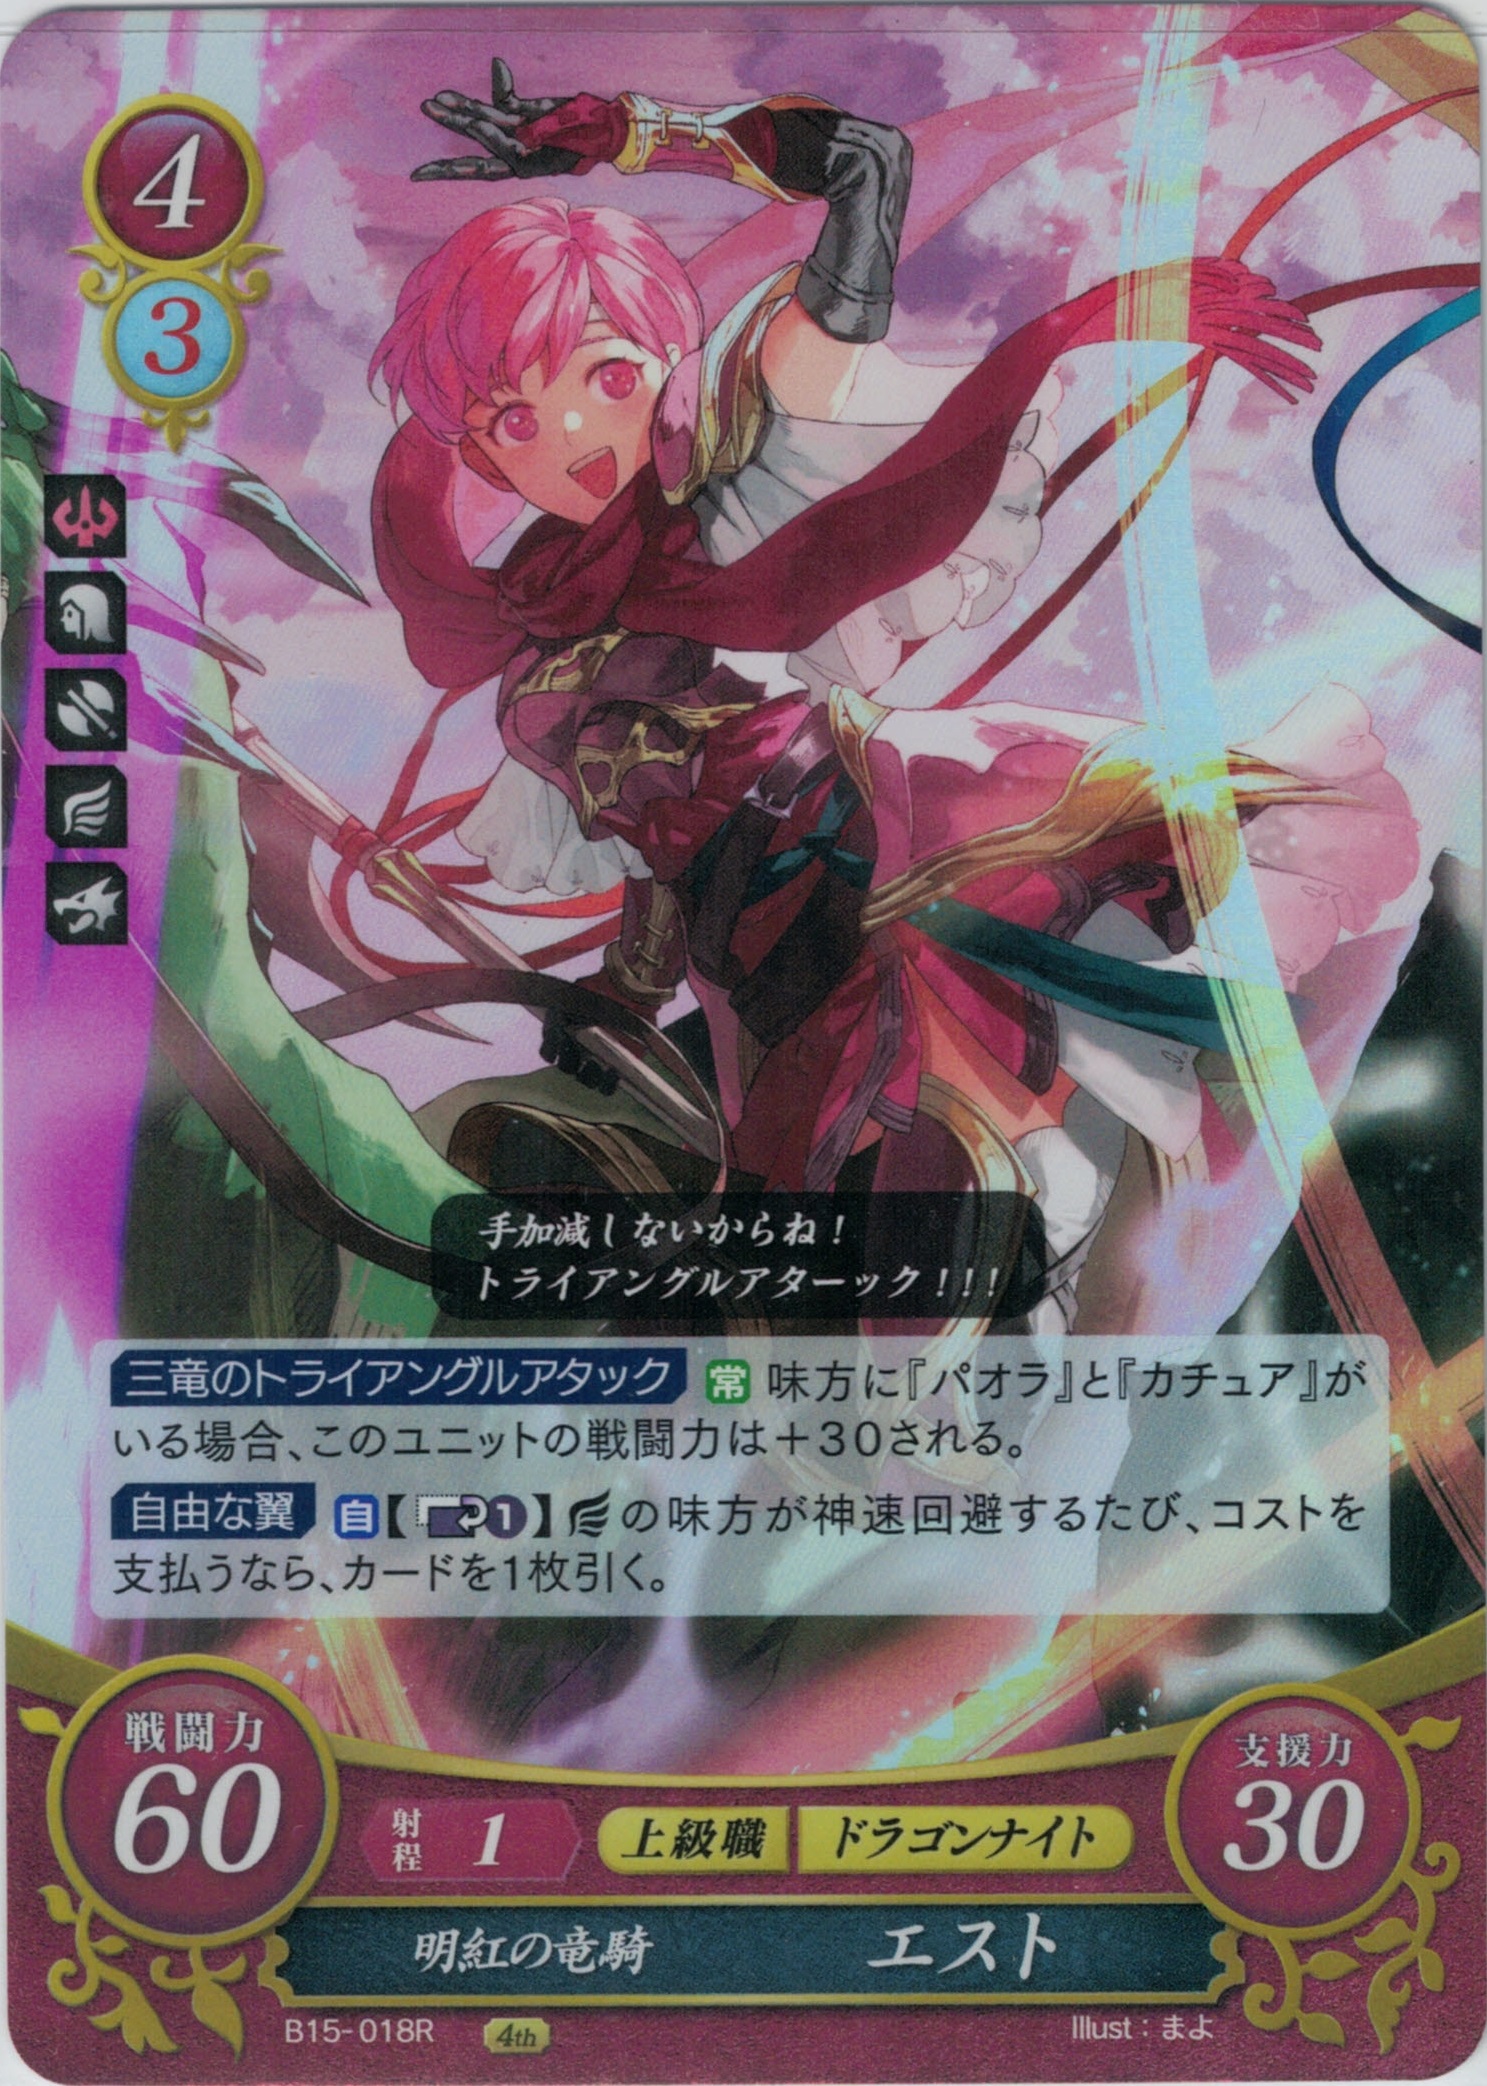 4
3
手加減しないからね！
トライアングルアターック！！！
三竜のトライアングルアタック 常 味方に『パオラ』と『カチュア』が
いる場合、このユニットの戦闘力は＋30される。
自由な翼 自【1】の味方が神速回避するたび、コストを
支払うなら、カードを1枚引く。
戦闘力
60
射程 1
上級職 ドラゴンナイト
支援力
30
明紅の竜騎 エスト
B15-018R 4th Illust：まよ